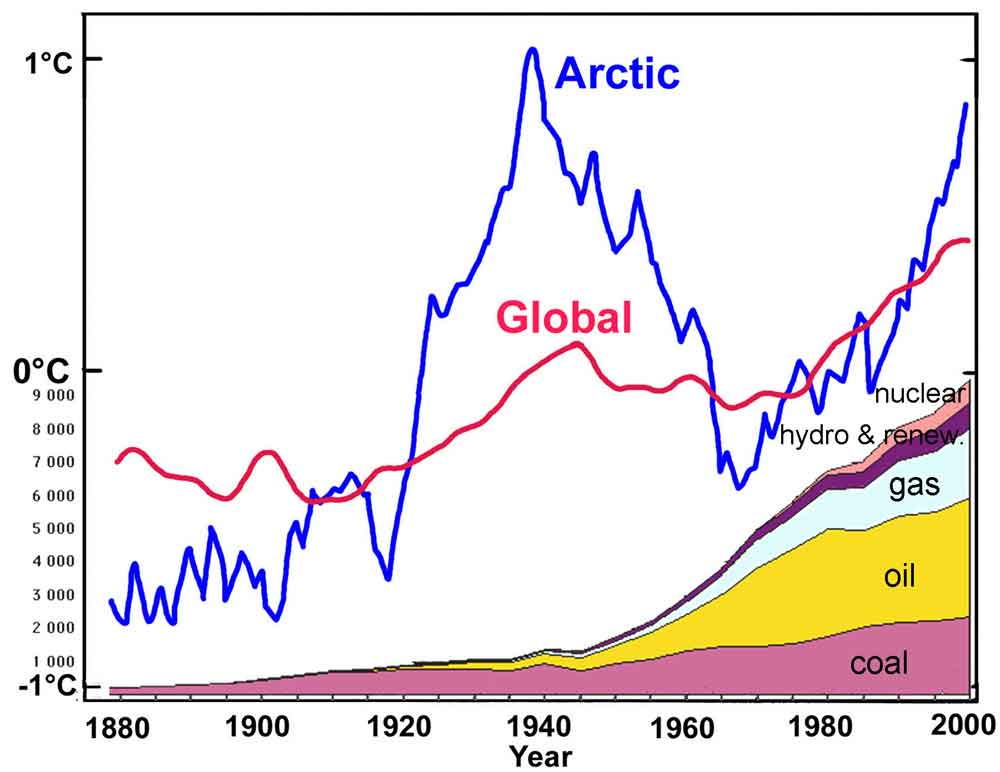 1°C
Arctic
Global
0°C
9 000
nuclear
8 000
hydro & renew.
7 000
gas
6 000
5 000
4 000
oil
3 000
2 000
1 000
coal
-1°C
1880 1900 1920 1940 1960 1980 2000
Year